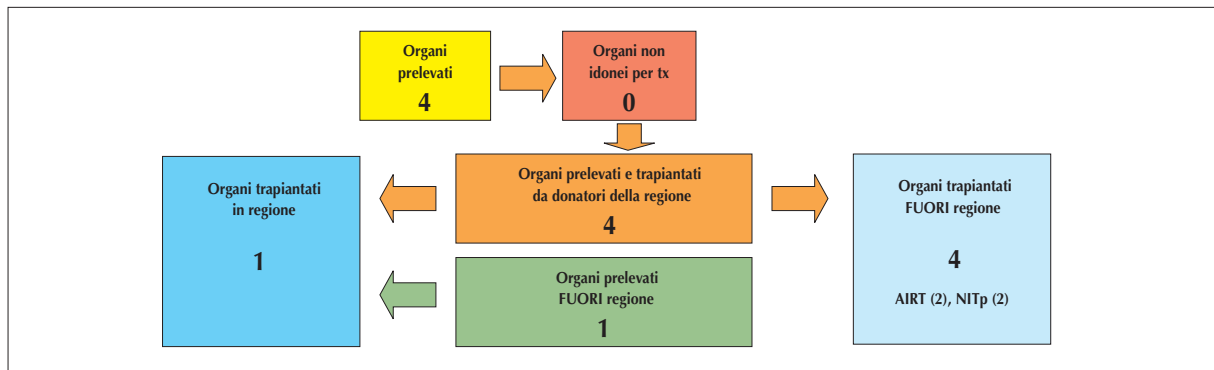 Organi
prelevati
4
Organi non
idonei per tx
0
Organi trapiantati
in regione
1
Organi prelevati e trapiantati
da donatori della regione
4
Organi trapiantati
FUORI regione
4
AIRT (2), NITp (2)
Organi prelevati
FUORI regione
1